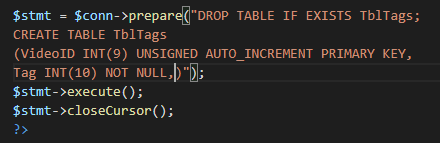 $stmt = $conn->prepare("DROP TABLE IF EXISTS TblTags;
CREATE TABLE TblTags
(VideoID INT(9) UNSIGNED AUTO_INCREMENT PRIMARY KEY,
Tag INT(10) NOT NULL,)");
$stmt->execute();
$stmt->closeCursor();
?>